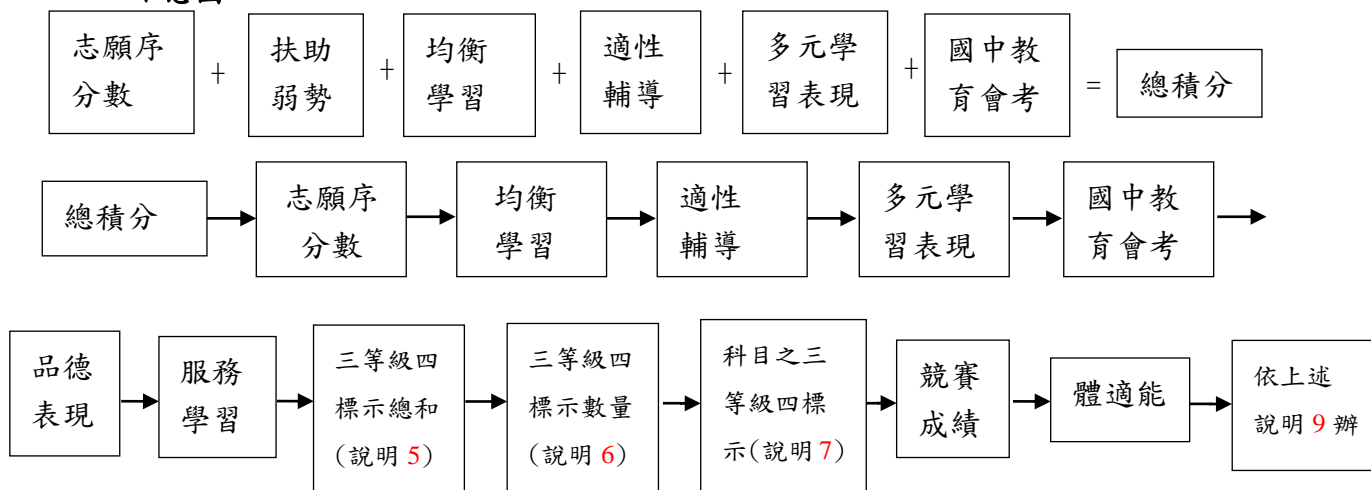 志願序
分數
+
扶助
弱勢
+
均衡
學習
+
適性
輔導
+
多元學
習表現
+
國中教
育會考
=
總積分
總積分
志願序
分數
均衡
學習
適性
輔導
多元學
習表現
國中教
育會考
品德
表現
服務
學習
三等級四
標示總和
(說明 5)
三等級四
標示數量
(說明 6)
科目之三
等級四標
示(說明 7)
競賽
成績
體適能
依上述
說明 9 辦